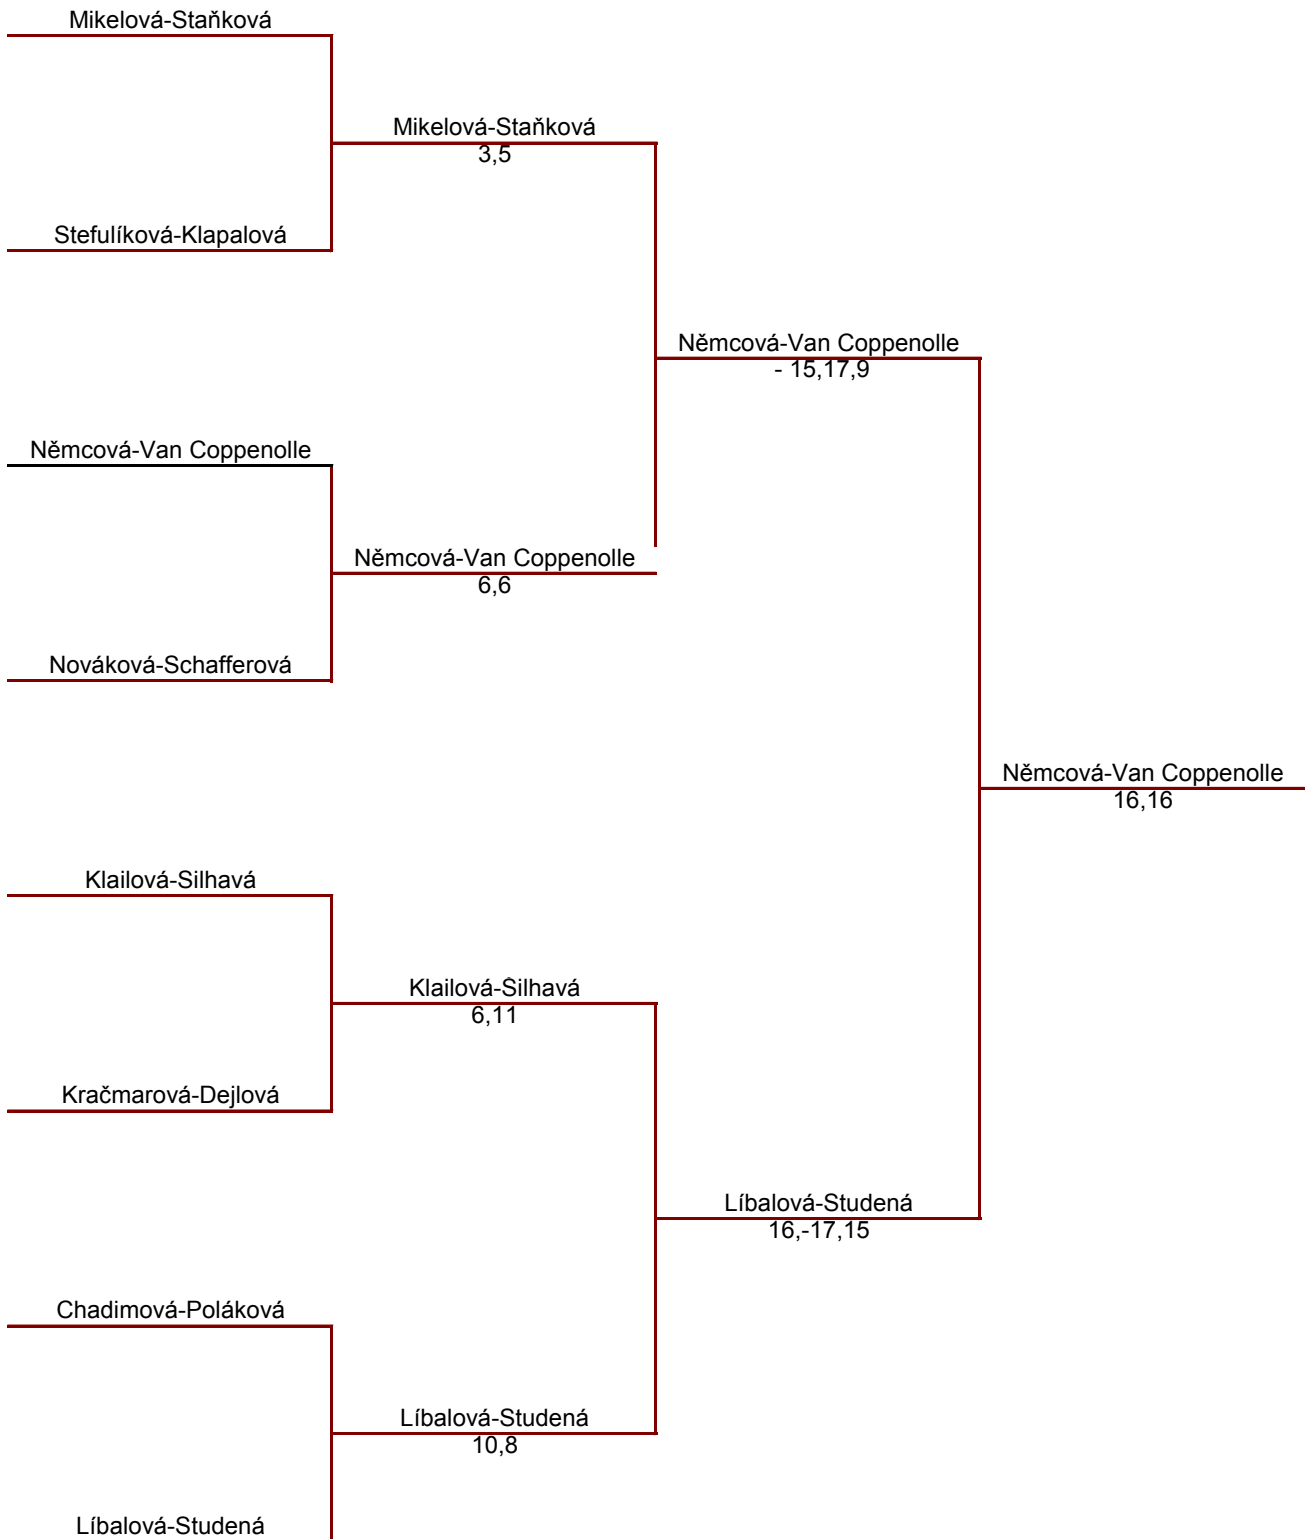 Mikelová-Staňková
Mikelová-Staňková
3,5
Stefulíková-Klapalová
Němcová-Van Coppenolle
- 15,17,9
Němcová-Van Coppenolle
Němcová-Van Coppenolle
6,6
Nováková-Schafferová
Němcová-Van Coppenolle
16,16
Klailová-Silhavá
Klailová-Silhavá
6,11
Kračmarová-Dejlová
Líbalová-Studená
16,-17,15
Chadimová-Poláková
Líbalová-Studená
10,8
Líbalová-Studená